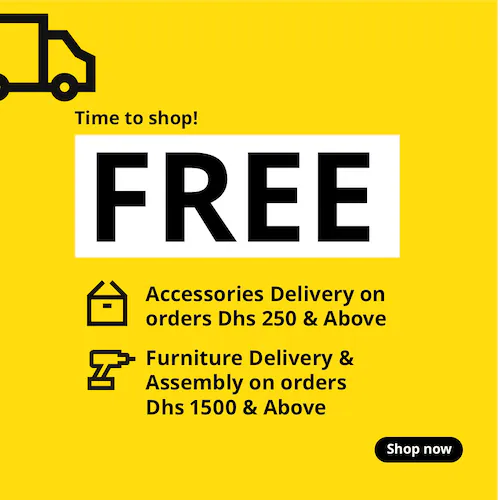 Time to shop!
FREE
Accessories Delivery on
orders Dhs 250 & Above
Furniture Delivery &
Assembly on orders
Dhs 1500 & Above
Shop now